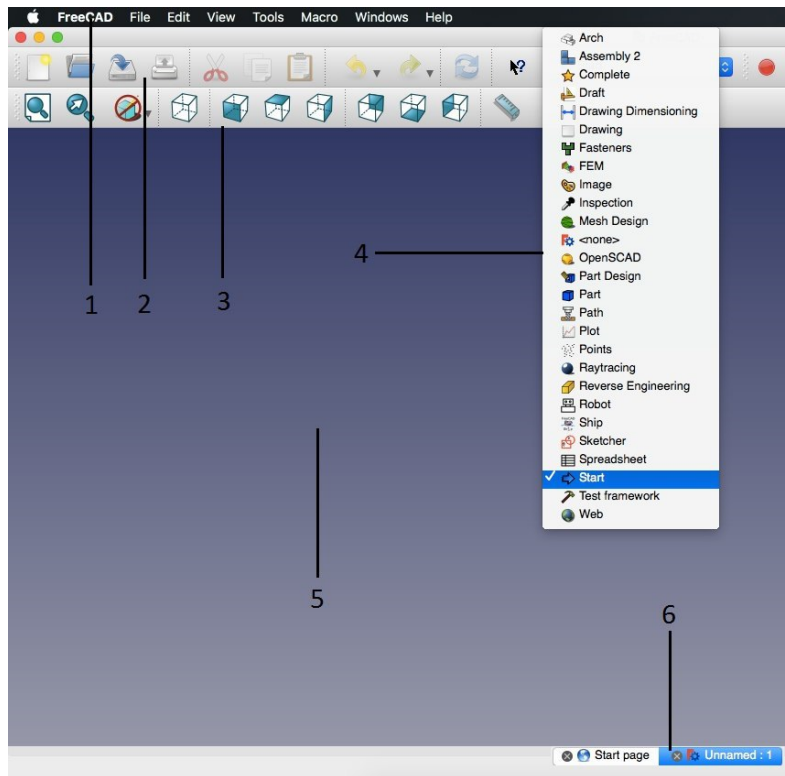 FreeCAD File Edit View Tools Macro Windows Help
Arch
Assembly 2
Complete
Draft
Drawing Dimensioning
Drawing
Fasteners
FEM
Image
Inspection
Mesh Design
<none>
OpenSCAD
Part Design
Part
Path
Plot
Points
Raytracing
Reverse Engineering
Robot
Ship
Sketcher
Spreadsheet
Start
Test framework
Web
1
2
3
4
5
6
Start page
Unnamed : 1